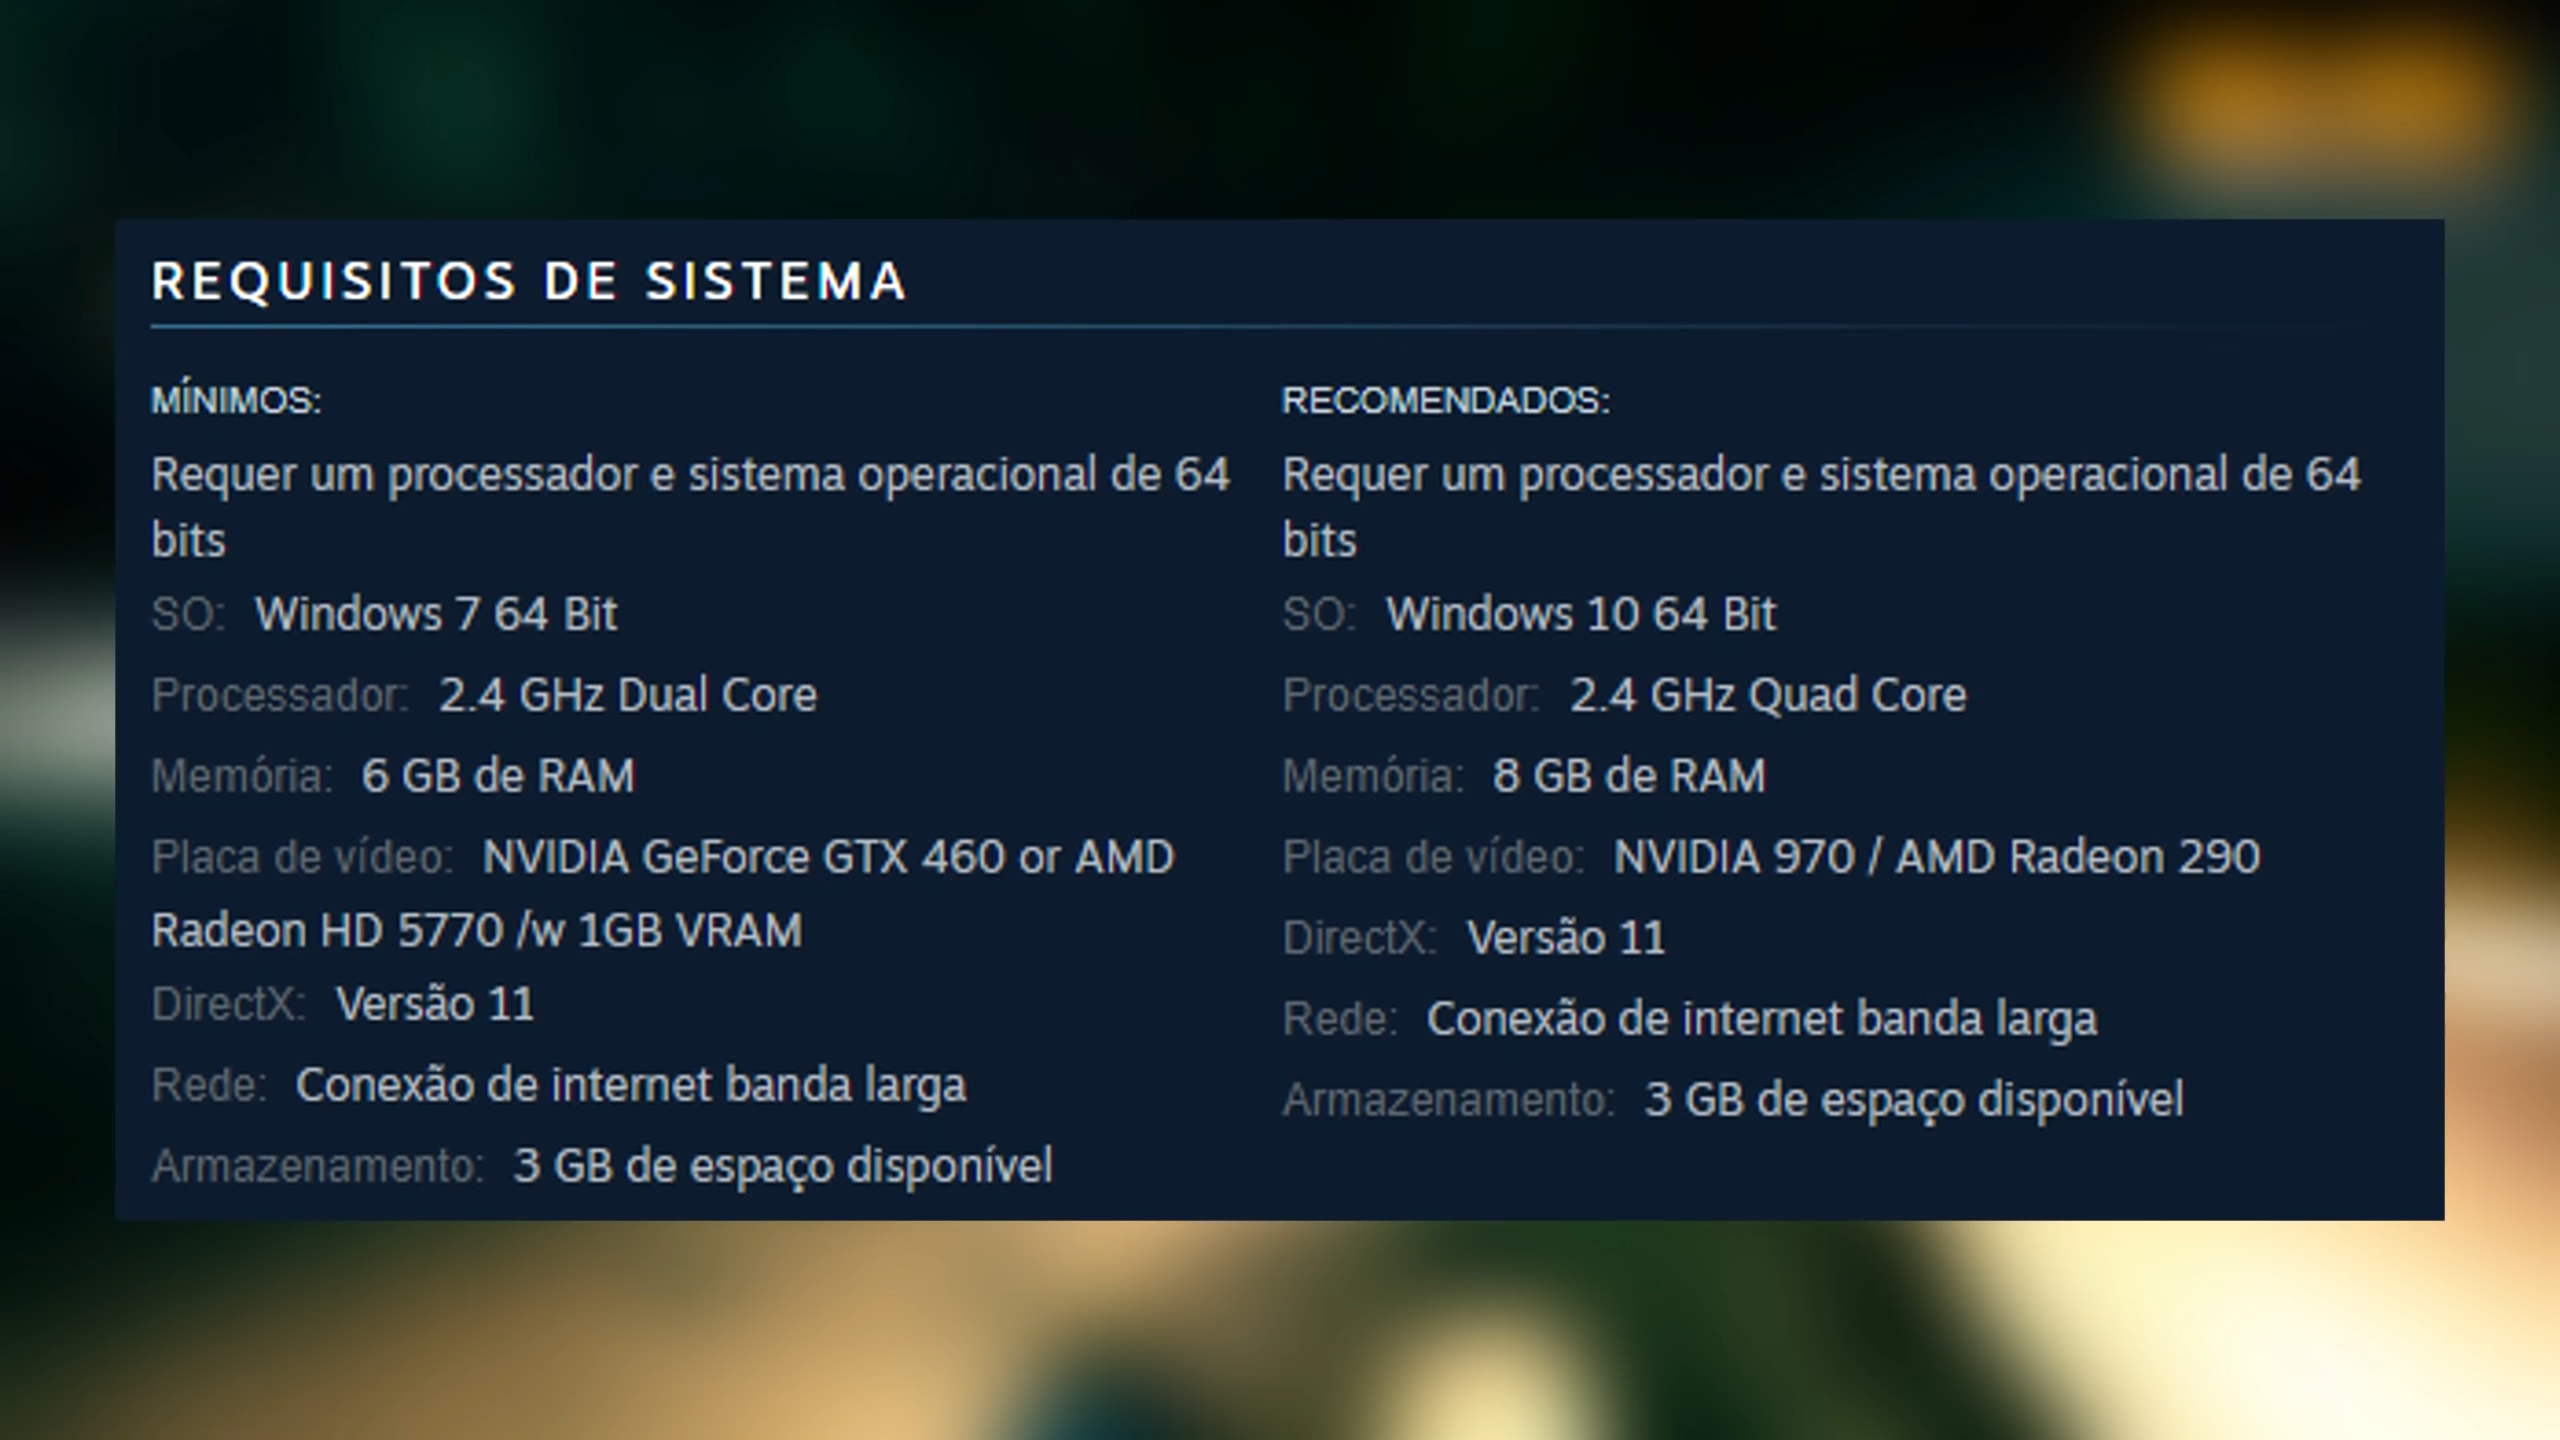 REQUISITOS DE SISTEMA
MÍNIMOS:
Requer um processador e sistema operacional de 64
bits
SO: Windows 7 64 Bit
Processador: 2.4 GHz Dual Core
Memória: 6 GB de RAM
Placa de vídeo: NVIDIA GeForce GTX 460 or AMD
Radeon HD 5770 /w 1GB VRAM
DirectX: Versão 11
Rede: Conexão de internet banda larga
Armazenamento: 3 GB de espaço disponível
RECOMENDADOS:
Requer um processador e sistema operacional de 64
bits
SO: Windows 10 64 Bit
Processador: 2.4 GHz Quad Core
Memória: 8 GB de RAM
Placa de vídeo: NVIDIA 970 / AMD Radeon 290
DirectX: Versão 11
Rede: Conexão de internet banda larga
Armazenamento: 3 GB de espaço disponível